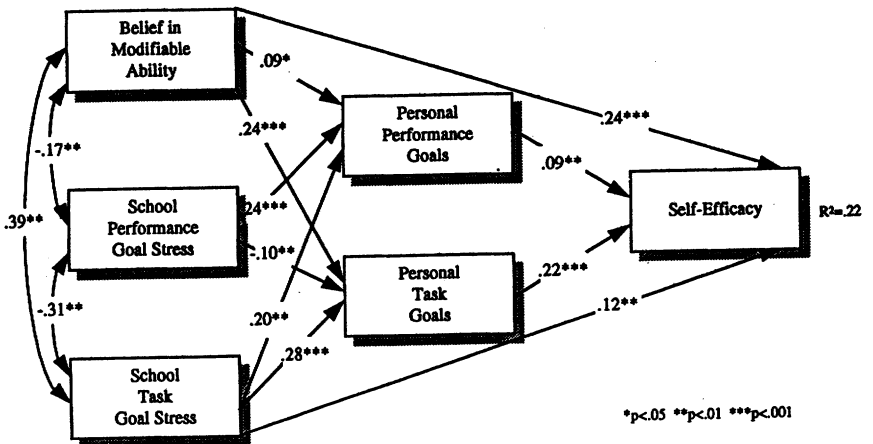 Belief in
Modifiable
Ability
.09*
Personal
Performance
Goals
.24***
.24***
-.17**
.09**
School
Performance
Goal Stress
.24***
Self-Efficacy
R²=.22
.39**
-.10**
Personal
Task
Goals
.22***
-.31**
.20**
.12**
.28***
School
Task
Goal Stress
*p<.05 **p<.01 ***p<.001